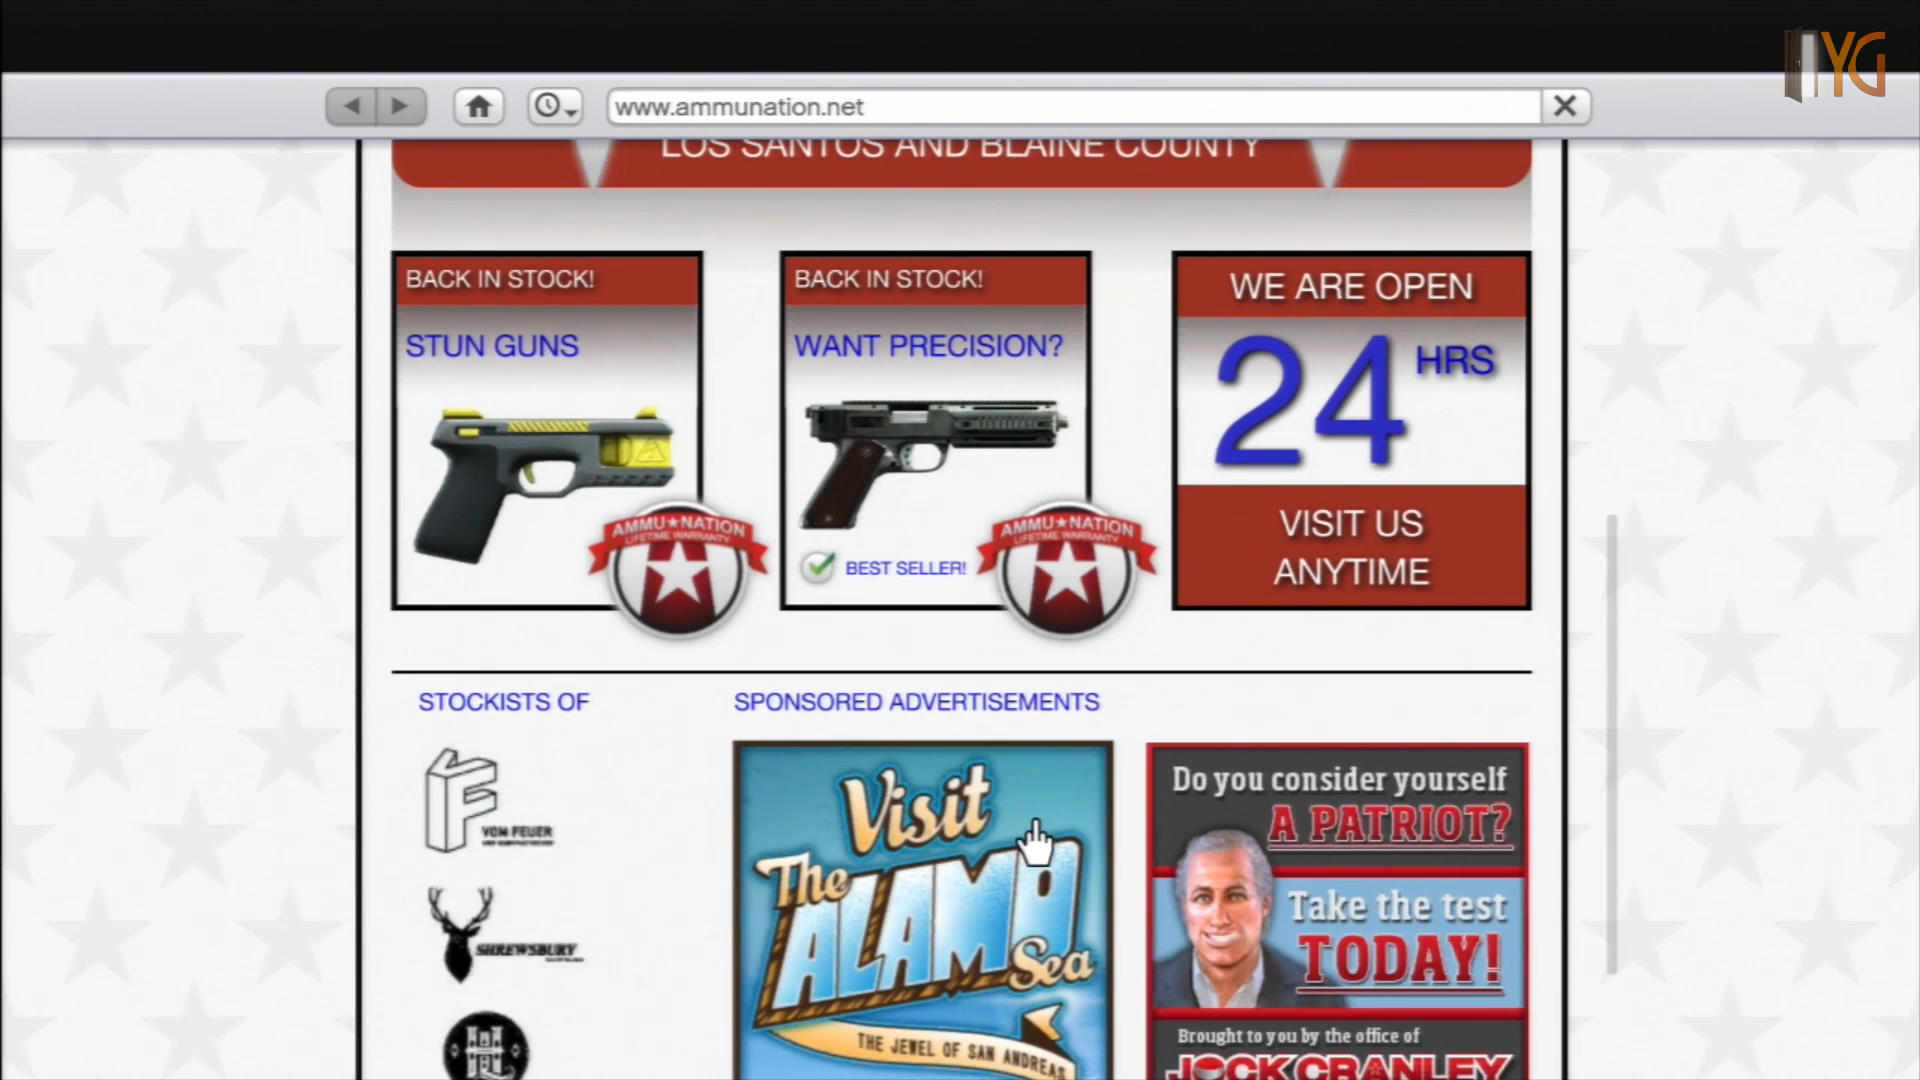 YG
www.ammunation.net
LOS SANTOS AND BLAINE COUNTY
BACK IN STOCK!
STUN GUNS
AMMU★NATION
LIFETIME WARRANTY
BACK IN STOCK!
WANT PRECISION?
BEST SELLER!
AMMU★NATION
LIFETIME WARRANTY
WE ARE OPEN
24 HRS
VISIT US
ANYTIME
STOCKISTS OF
VOM FEUER
SHREWSBURY
SPONSORED ADVERTISEMENTS
Visit
The
ALAMO
Sea
THE JEWEL OF SAN ANDREAS
Do you consider yourself
A PATRIOT?
Take the test
TODAY!
Brought to you by the office of
JOCK CRANLEY